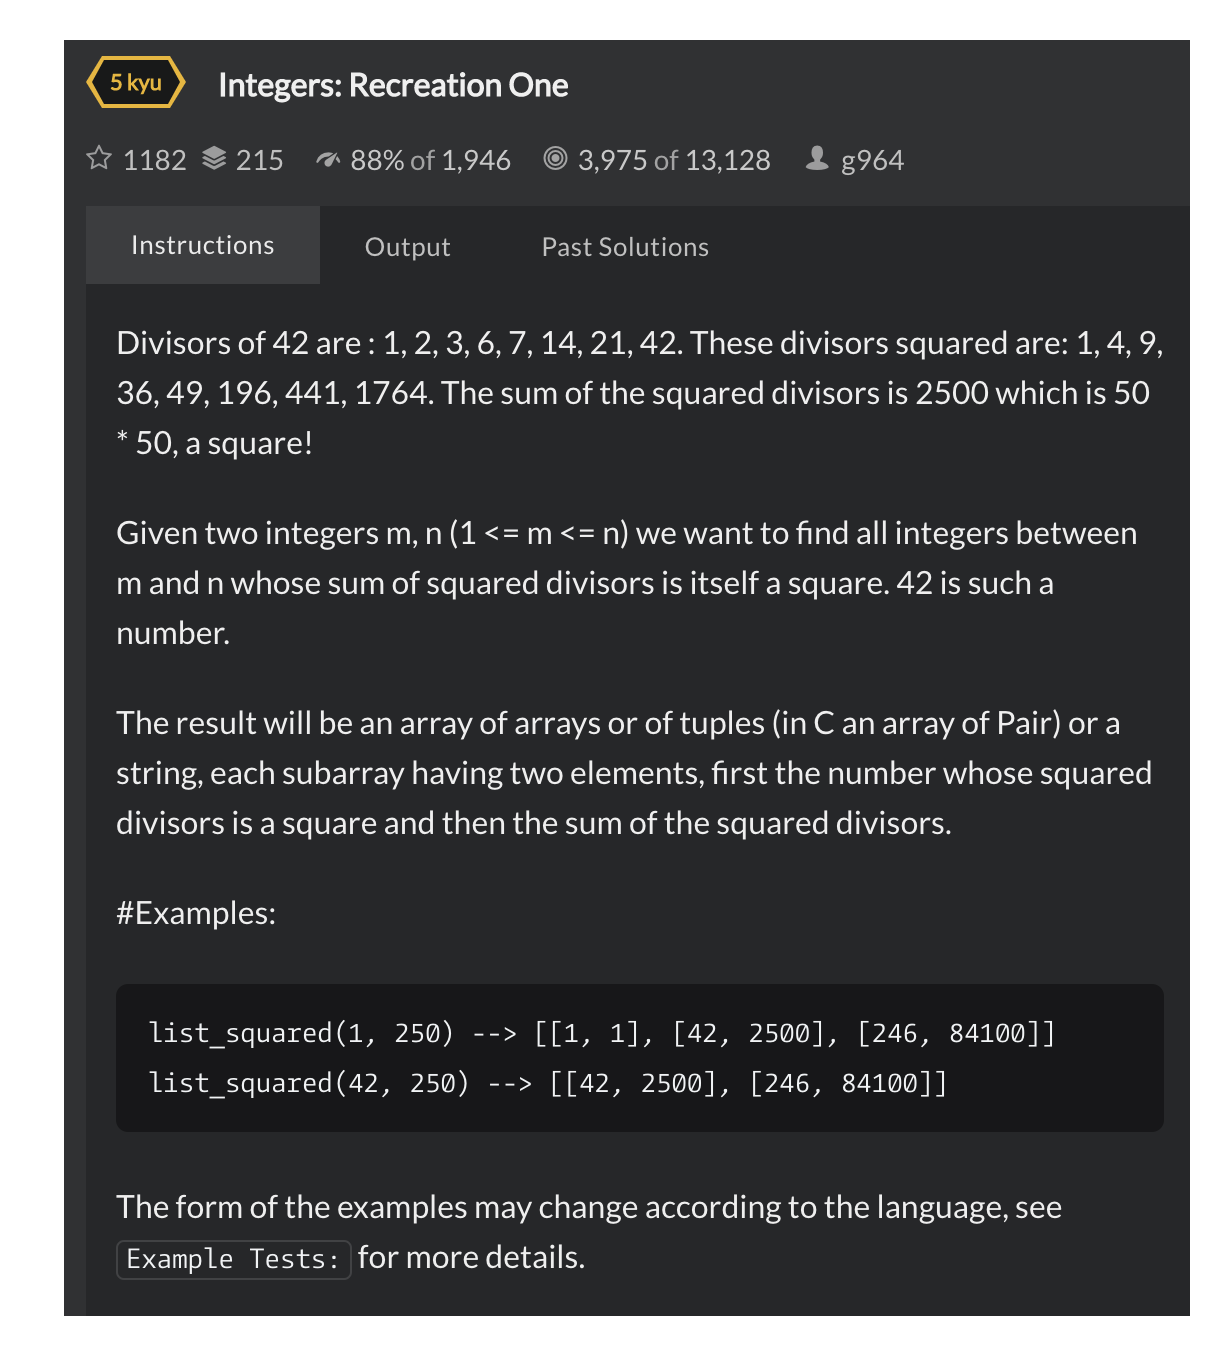 5 kyu Integers: Recreation One
1182 215 88% of 1,946 3,975 of 13,128 g964
Instructions Output Past Solutions
Divisors of 42 are : 1, 2, 3, 6, 7, 14, 21, 42. These divisors squared are: 1, 4, 9,
36, 49, 196, 441, 1764. The sum of the squared divisors is 2500 which is 50
* 50, a square!
Given two integers m, n (1 <= m <= n) we want to find all integers between
m and n whose sum of squared divisors is itself a square. 42 is such a
number.
The result will be an array of arrays or of tuples (in C an array of Pair) or a
string, each subarray having two elements, first the number whose squared
divisors is a square and then the sum of the squared divisors.
#Examples:
list_squared(1, 250) --> [[1, 1], [42, 2500], [246, 84100]]
list_squared(42, 250) --> [[42, 2500], [246, 84100]]
The form of the examples may change according to the language, see
Example Tests: for more details.